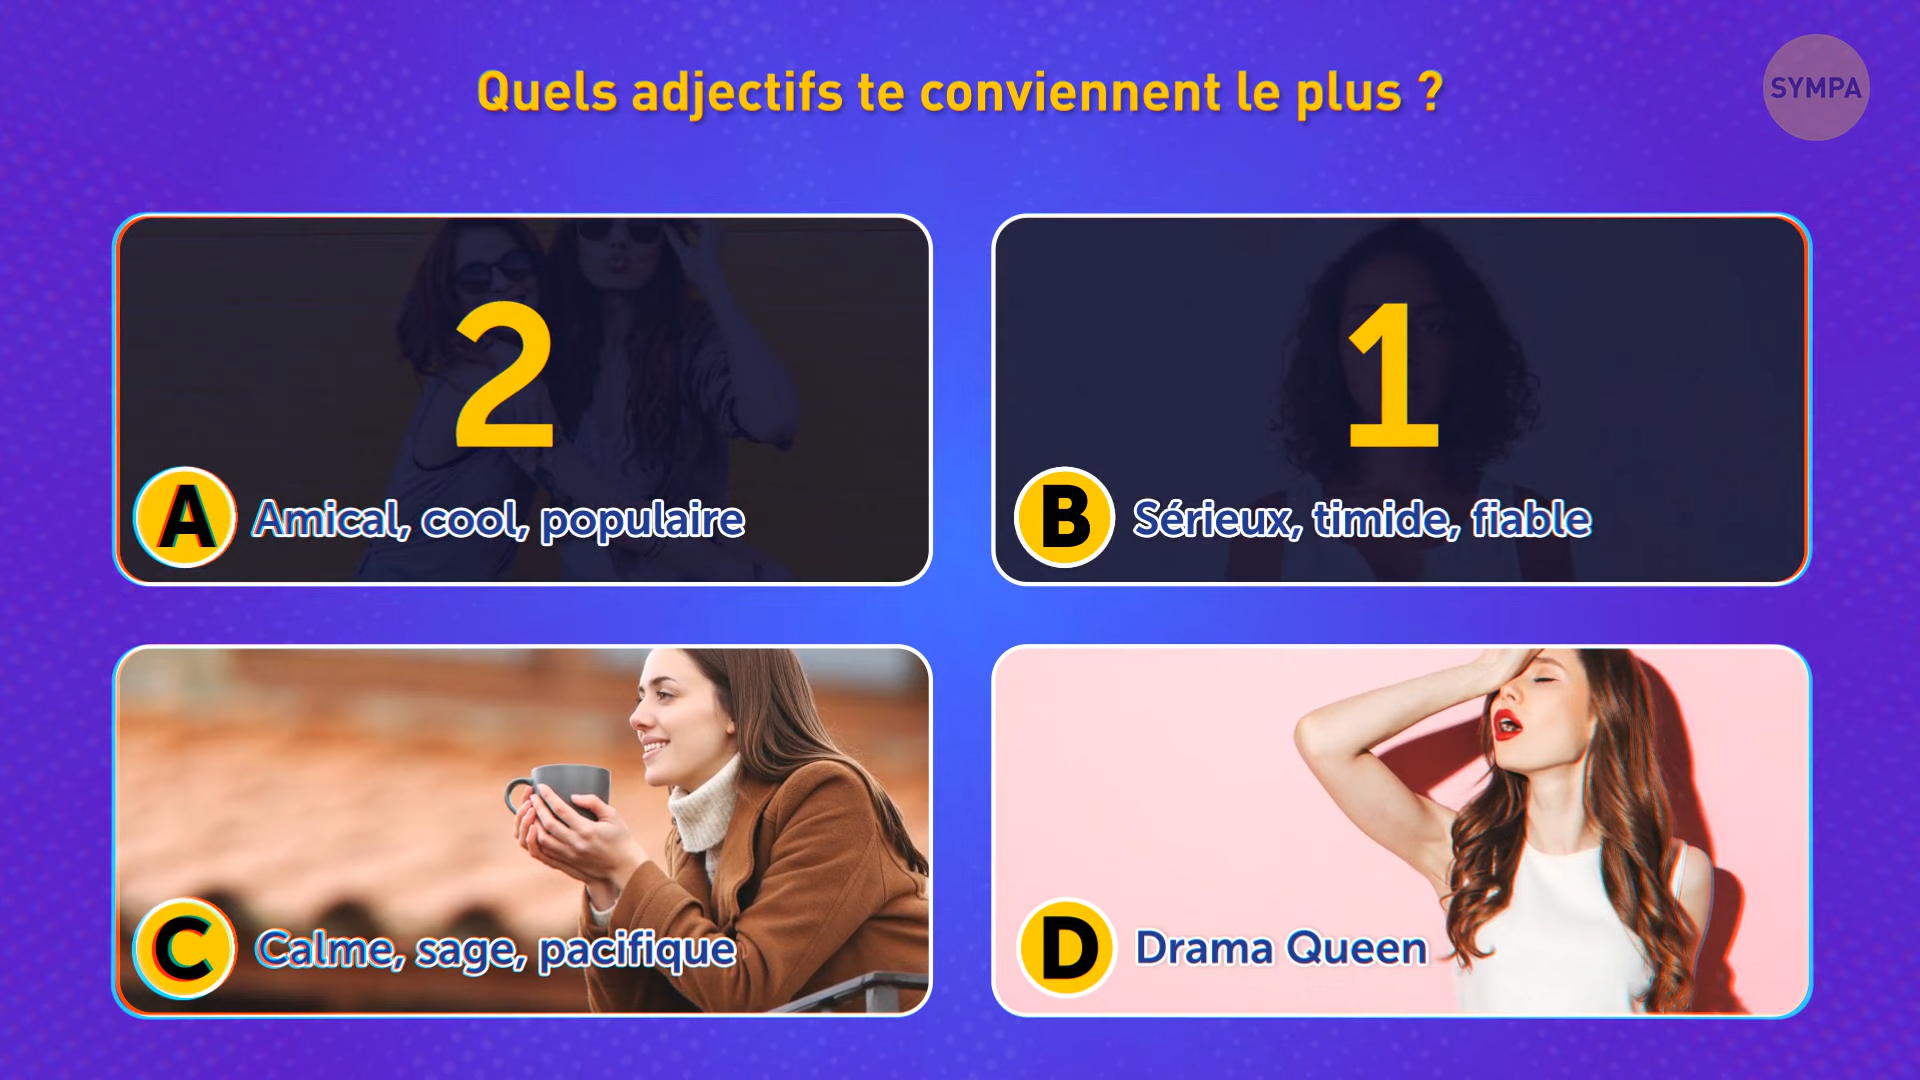 Quels adjectifs te conviennent le plus ?
SYMPA
2
1
A Amical, cool, populaire
B Sérieux, timide, fiable
C Calme, sage, pacifique
D Drama Queen